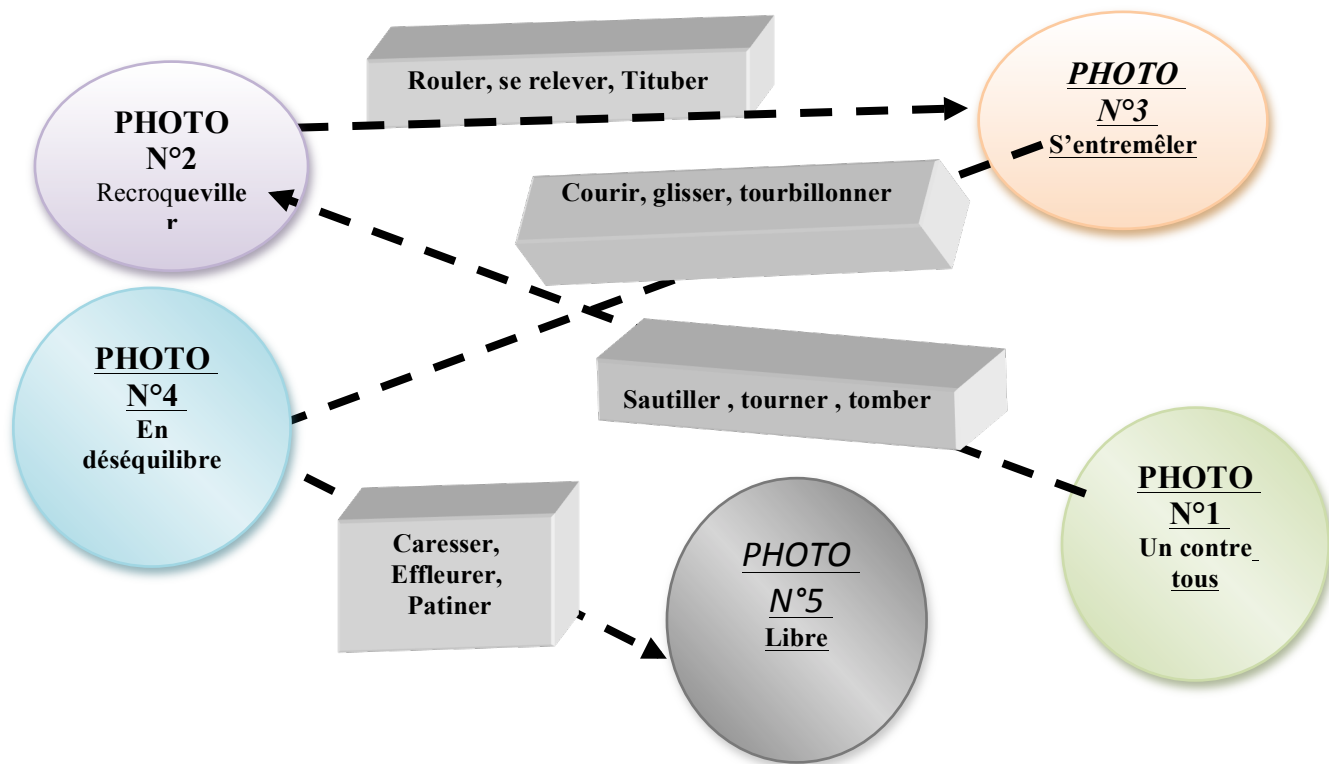 Rouler, se relever, Tituber
PHOTO
N°3
S’entremêler
PHOTO
N°2
Recroqueville
r
Courir, glisser, tourbillonner
PHOTO
N°4
En
déséquilibre
Sautiller , tourner , tomber
PHOTO
N°1
Un contre
tous
Caresser,
Effleurer,
Patiner
PHOTO
N°5
Libre